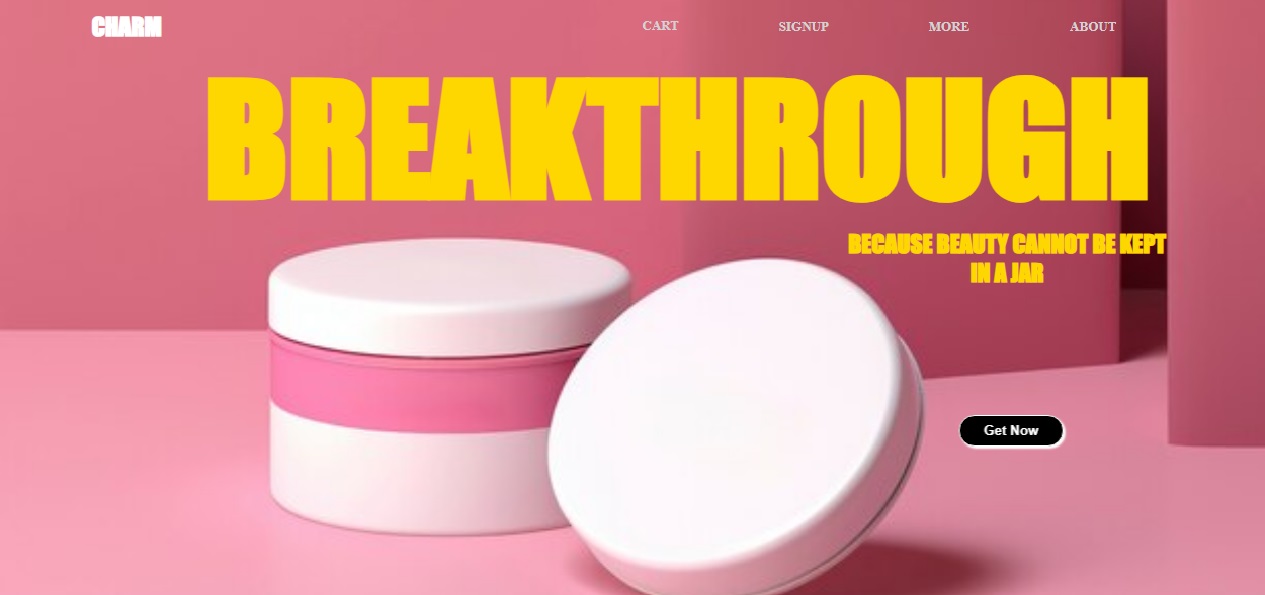 CHARM
CART
SIGNUP
MORE
ABOUT
BREAKTHROUGH
BECAUSE BEAUTY CANNOT BE KEPT
IN A JAR
Get Now